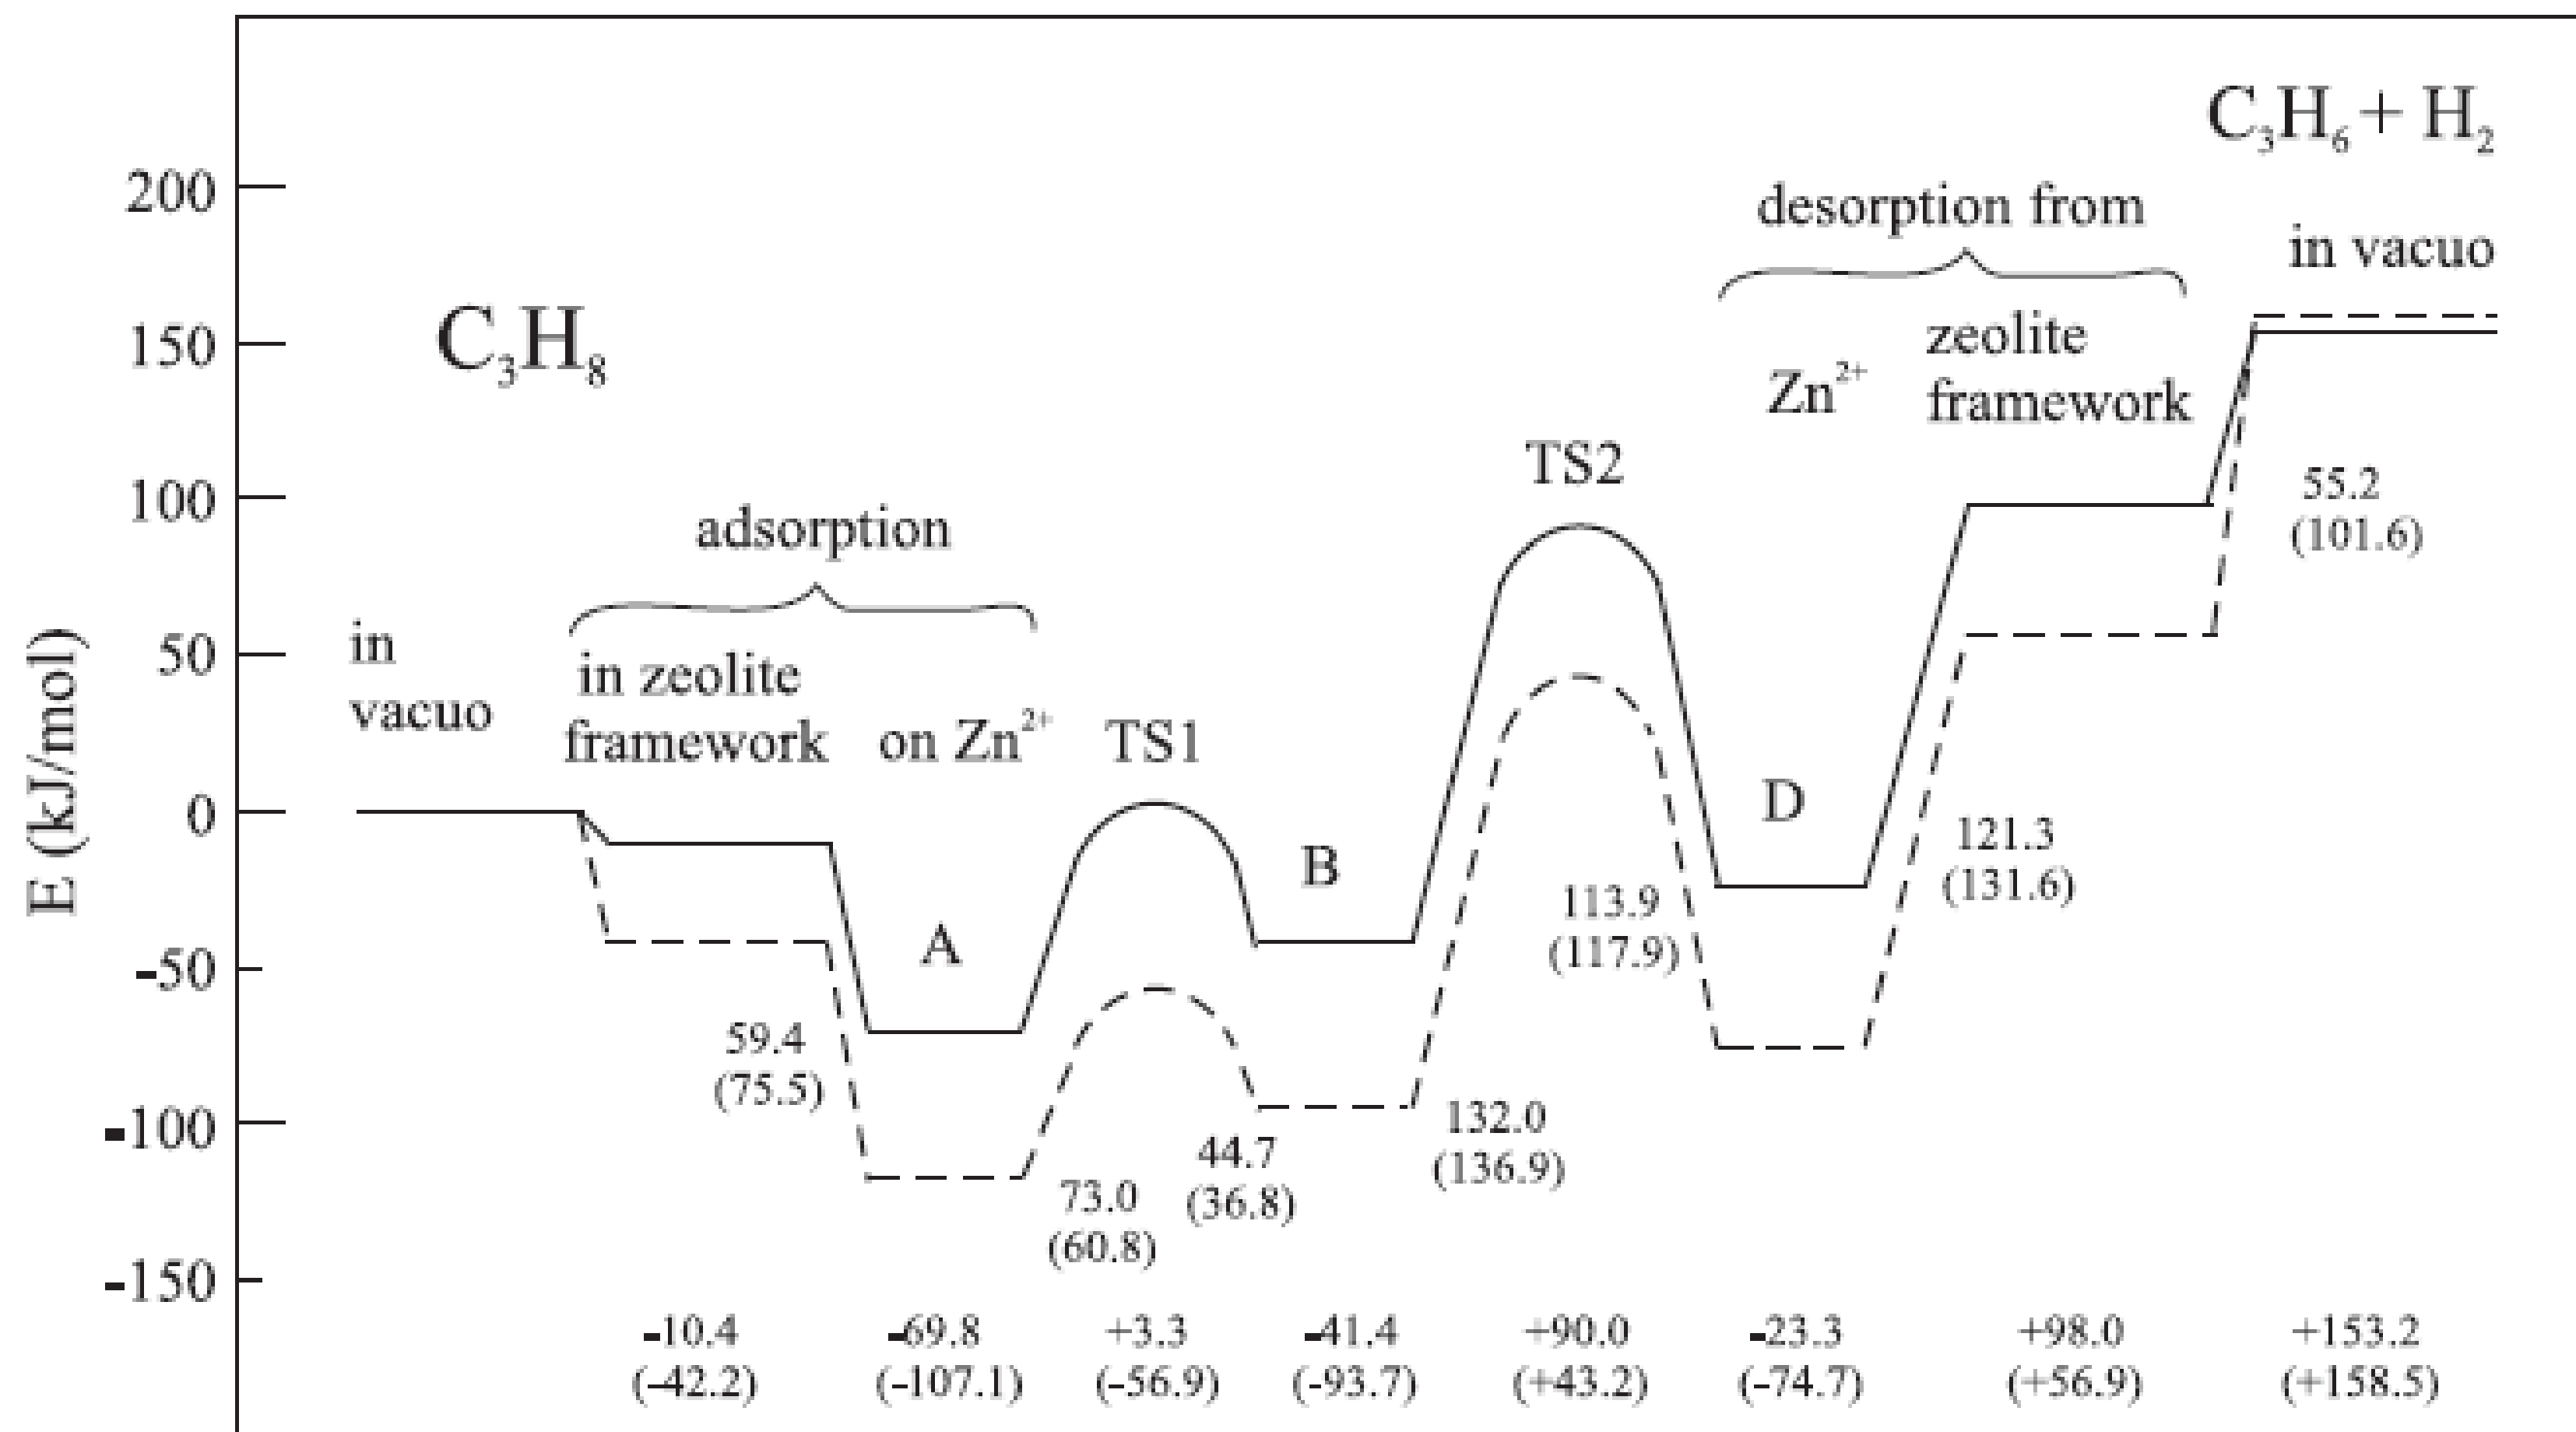 C₃H₆ + H₂
200
desorption from
in vacuo
C₃H₈
150
Zn²⁺
zeolite
framework
TS2
100
55.2
(101.6)
adsorption
in
vacuo
50
in zeolite
framework
on Zn²⁺
TS1
E (kJ/mol)
0
D
B
121.3
(131.6)
113.9
(117.9)
A
-50
59.4
(75.5)
-100
132.0
(136.9)
44.7
(36.8)
73.0
(60.8)
-150
-10.4 -69.8 +3.3 -41.4 +90.0 -23.3 +98.0 +153.2
(-42.2) (-107.1) (-56.9) (-93.7) (+43.2) (-74.7) (+56.9) (+158.5)